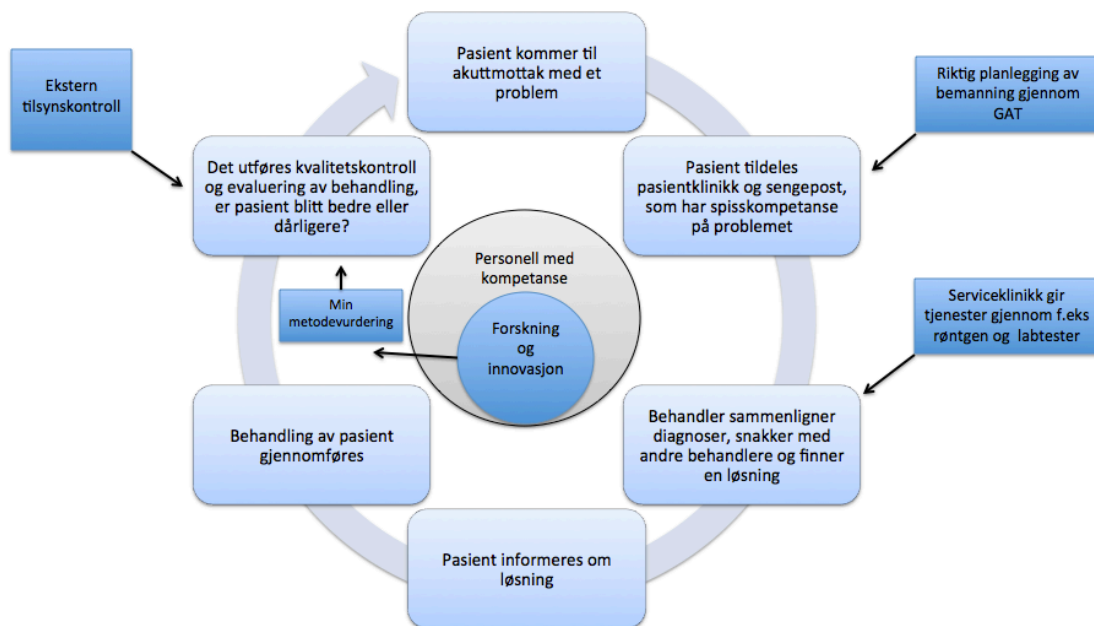 Pasient kommer til
akuttmottak med et
problem
Ekstern
tilsynskontroll
Riktig planlegging av
bemanning gjennom
GAT
Det utføres kvalitetskontroll
og evaluering av behandling,
er pasient blitt bedre eller
dårligere?
Pasient tildeles
pasientklinikk og sengepost,
som har spisskompetanse
på problemet
Personell med
kompetanse
Min
metodevurdering
Forskning
og
innovasjon
Serviceklinikk gir
tjenester gjennom f.eks
røntgen og labtester
Behandling av pasient
gjennomføres
Behandler sammenligner
diagnoser, snakker med
andre behandlere og finner
en løsning
Pasient informeres om
løsning